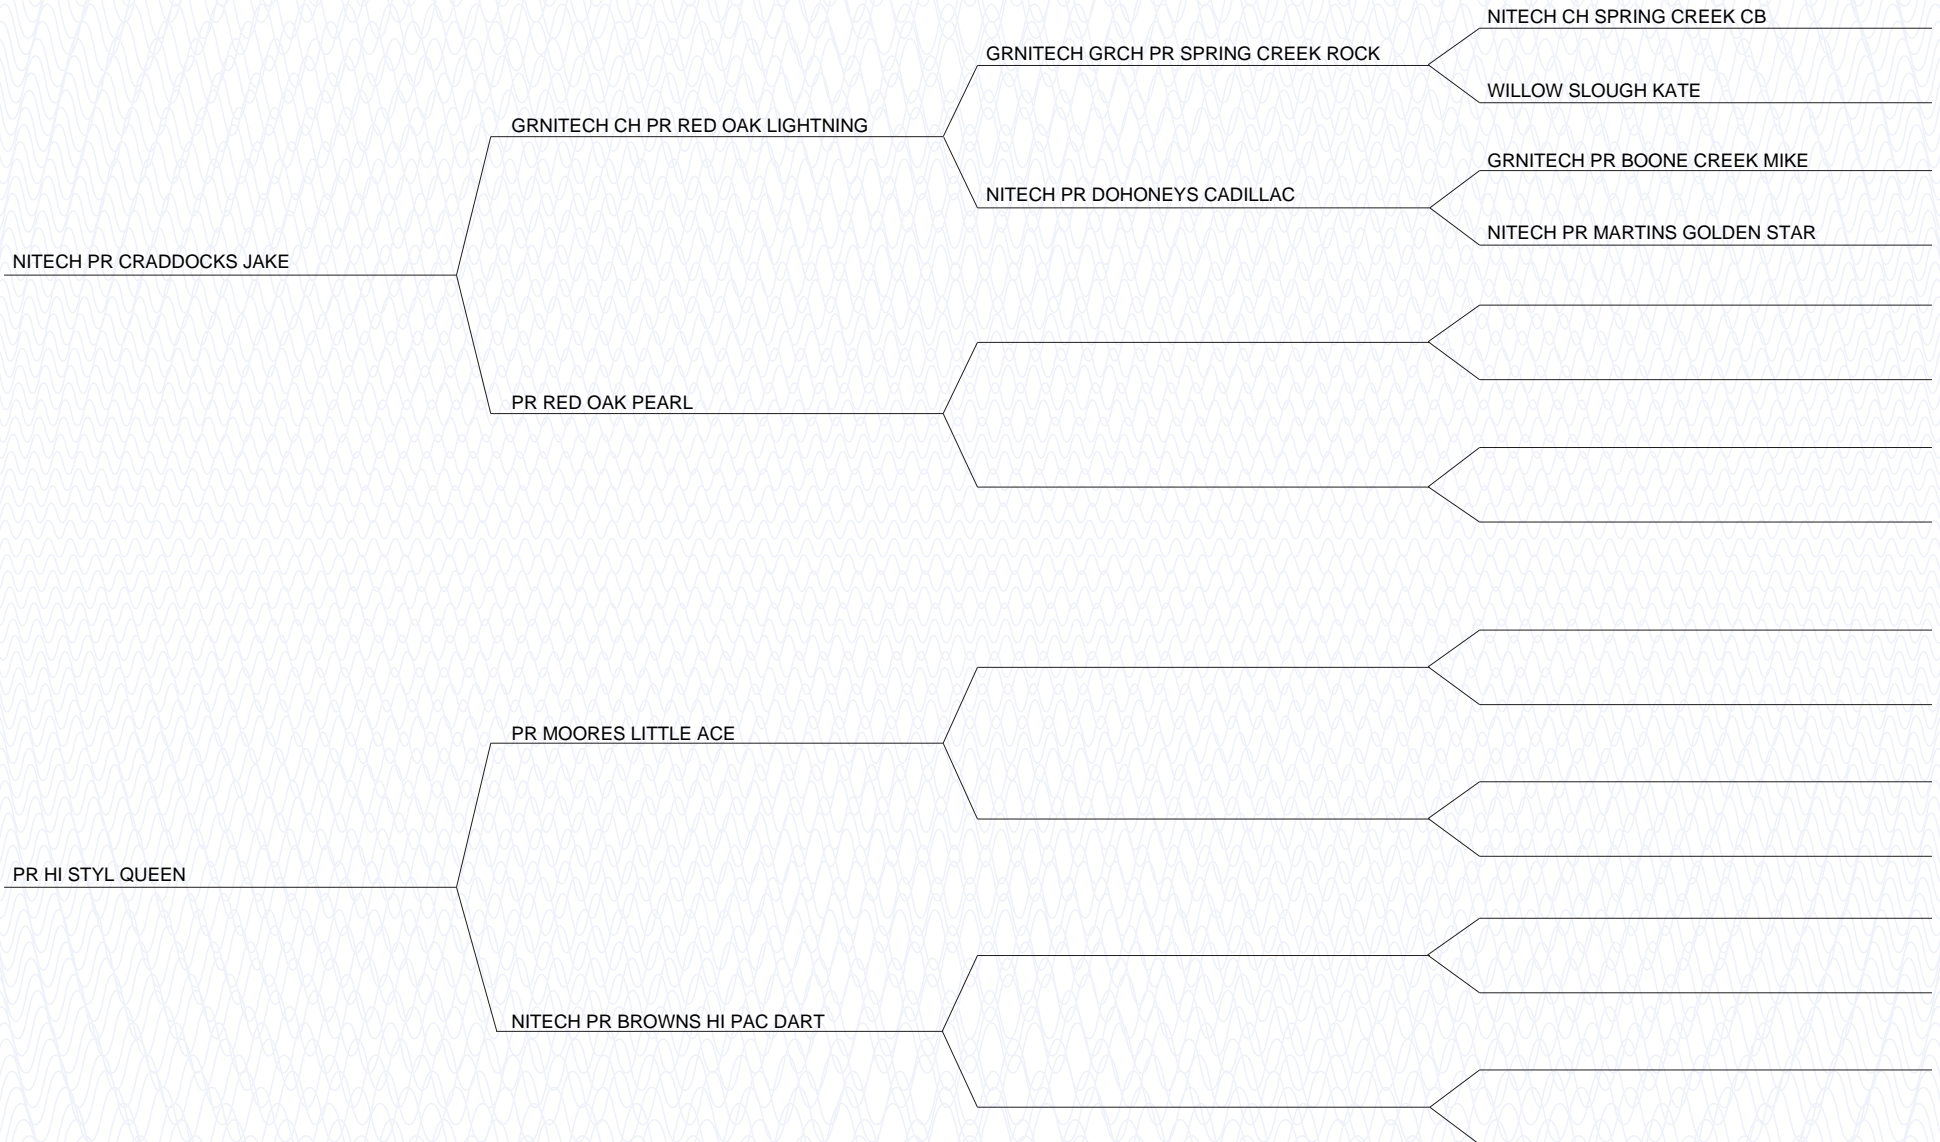 NITECH CH SPRING CREEK CB
GRNITECH GRCH PR SPRING CREEK ROCK
WILLOW SLOUGH KATE
GRNITECH CH PR RED OAK LIGHTNING
GRNITECH PR BOONE CREEK MIKE
NITECH PR DOHONEYS CADILLAC
NITECH PR MARTINS GOLDEN STAR
NITECH PR CRADDOCKS JAKE
PR RED OAK PEARL
PR MOORES LITTLE ACE
PR HI STYL QUEEN
NITECH PR BROWNS HI PAC DART